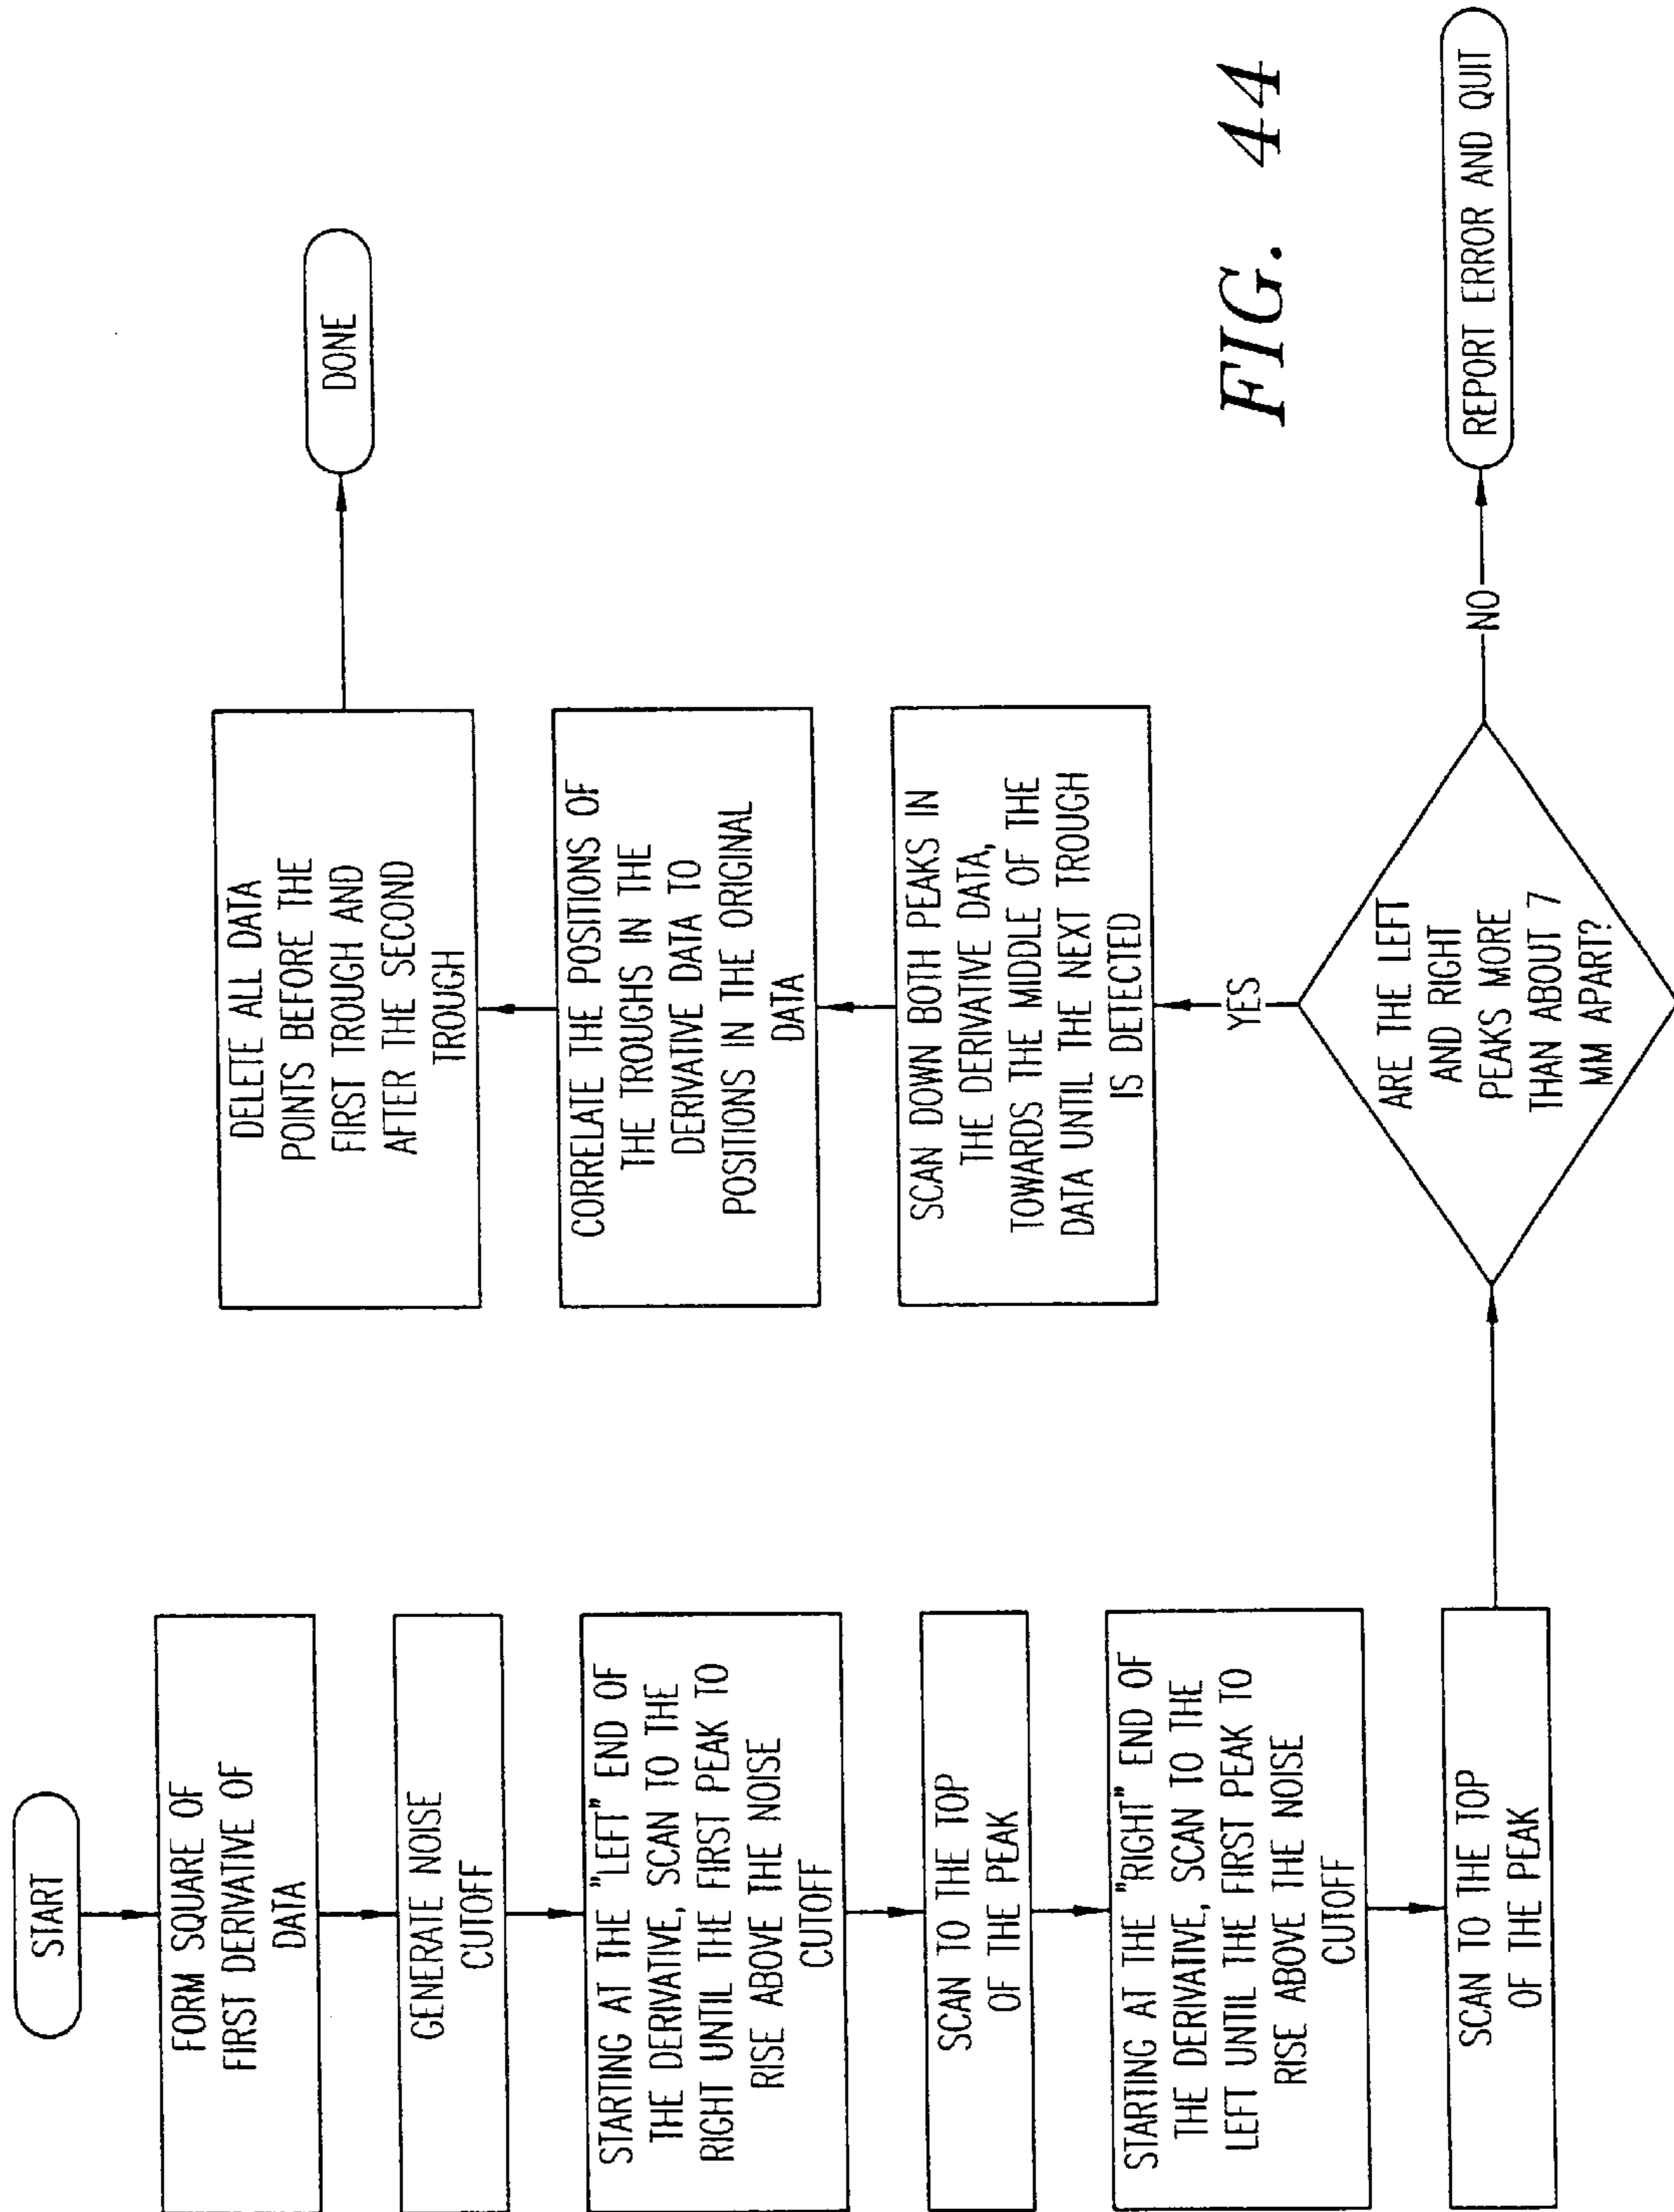 START
FORM SQUARE OF
FIRST DERIVATIVE OF
DATA
GENERATE NOISE
CUTOFF
STARTING AT THE "LEFT" END OF
THE DERIVATIVE, SCAN TO THE
RIGHT UNTIL THE FIRST PEAK TO
RISE ABOVE THE NOISE
CUTOFF
SCAN TO THE TOP
OF THE PEAK
STARTING AT THE "RIGHT" END OF
THE DERIVATIVE, SCAN TO THE
LEFT UNTIL THE FIRST PEAK TO
RISE ABOVE THE NOISE
CUTOFF
SCAN TO THE TOP
OF THE PEAK
ARE THE LEFT
AND RIGHT
PEAKS MORE
THAN ABOUT 7
MM APART?
YES
NO
SCAN DOWN BOTH PEAKS IN
THE DERIVATIVE DATA,
TOWARDS THE MIDDLE OF THE
DATA UNTIL THE NEXT TROUGH
IS DETECTED
CORRELATE THE POSITIONS OF
THE TROUGHS IN THE
DERIVATIVE DATA TO
POSITIONS IN THE ORIGINAL
DATA
DELETE ALL DATA
POINTS BEFORE THE
FIRST TROUGH AND
AFTER THE SECOND
TROUGH
DONE
REPORT ERROR AND QUIT
FIG. 44